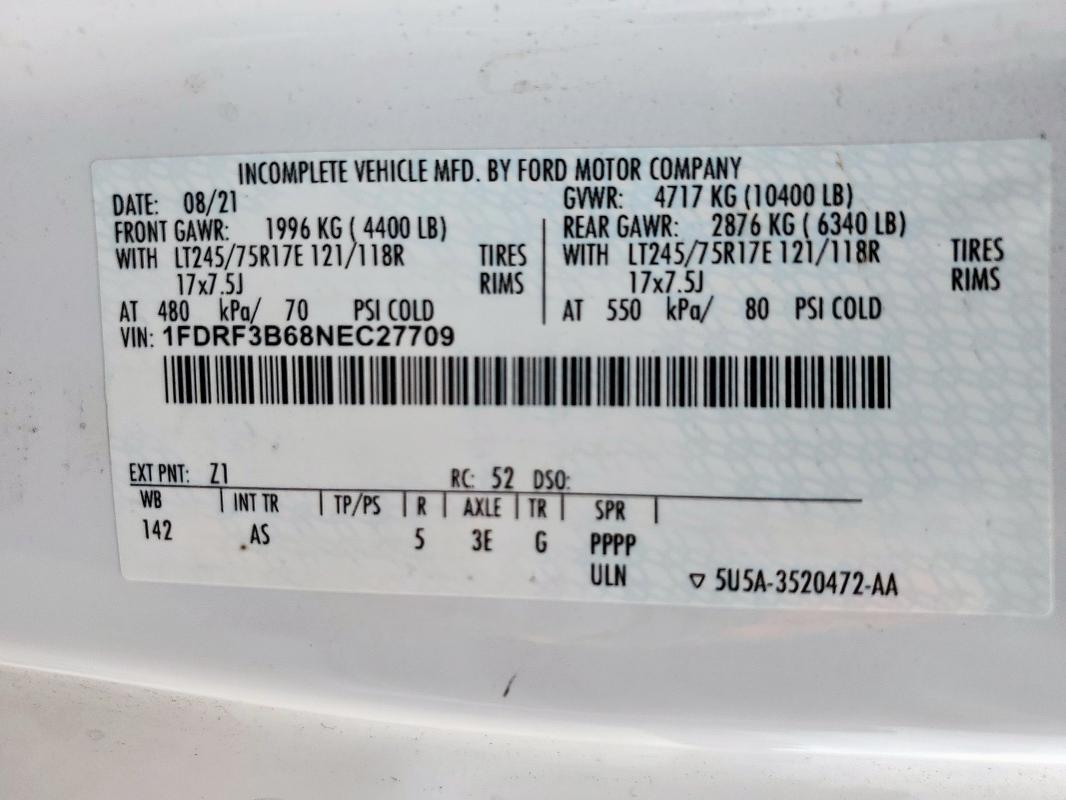 INCOMPLETE VEHICLE MFD. BY FORD MOTOR COMPANY
DATE: 08/21 GVWR: 4717 KG (10400 LB)
FRONT GAWR: 1996 KG ( 4400 LB) REAR GAWR: 2876 KG ( 6340 LB)
WITH LT245/75R17E 121/118R TIRES WITH LT245/75R17E 121/118R TIRES
17x7.5J RIMS 17x7.5J RIMS
AT 480 kPa/ 70 PSI COLD AT 550 kPa/ 80 PSI COLD
VIN: 1FDRF3B68NEC27709
EXT PNT: Z1 RC: 52 DSO:
WB INT TR TP/PS R AXLE TR SPR
142 AS 5 3E G PPPP
ULN ▽ 5U5A-3520472-AA